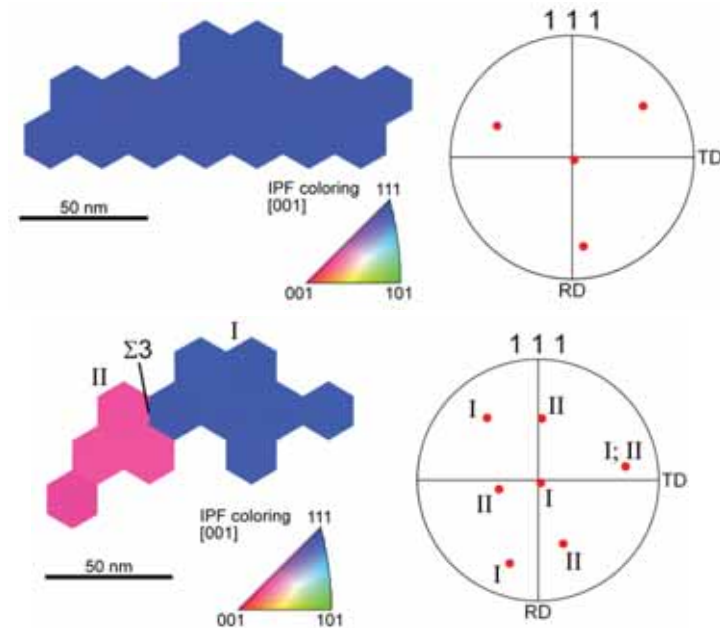 1 1 1
TD
RD
50 nm
IPF coloring
[001]
111
001
101
I
Σ3
II
50 nm
IPF coloring
[001]
111
001
101
1 1 1
I
II
I; II
TD
II
I
I
II
RD